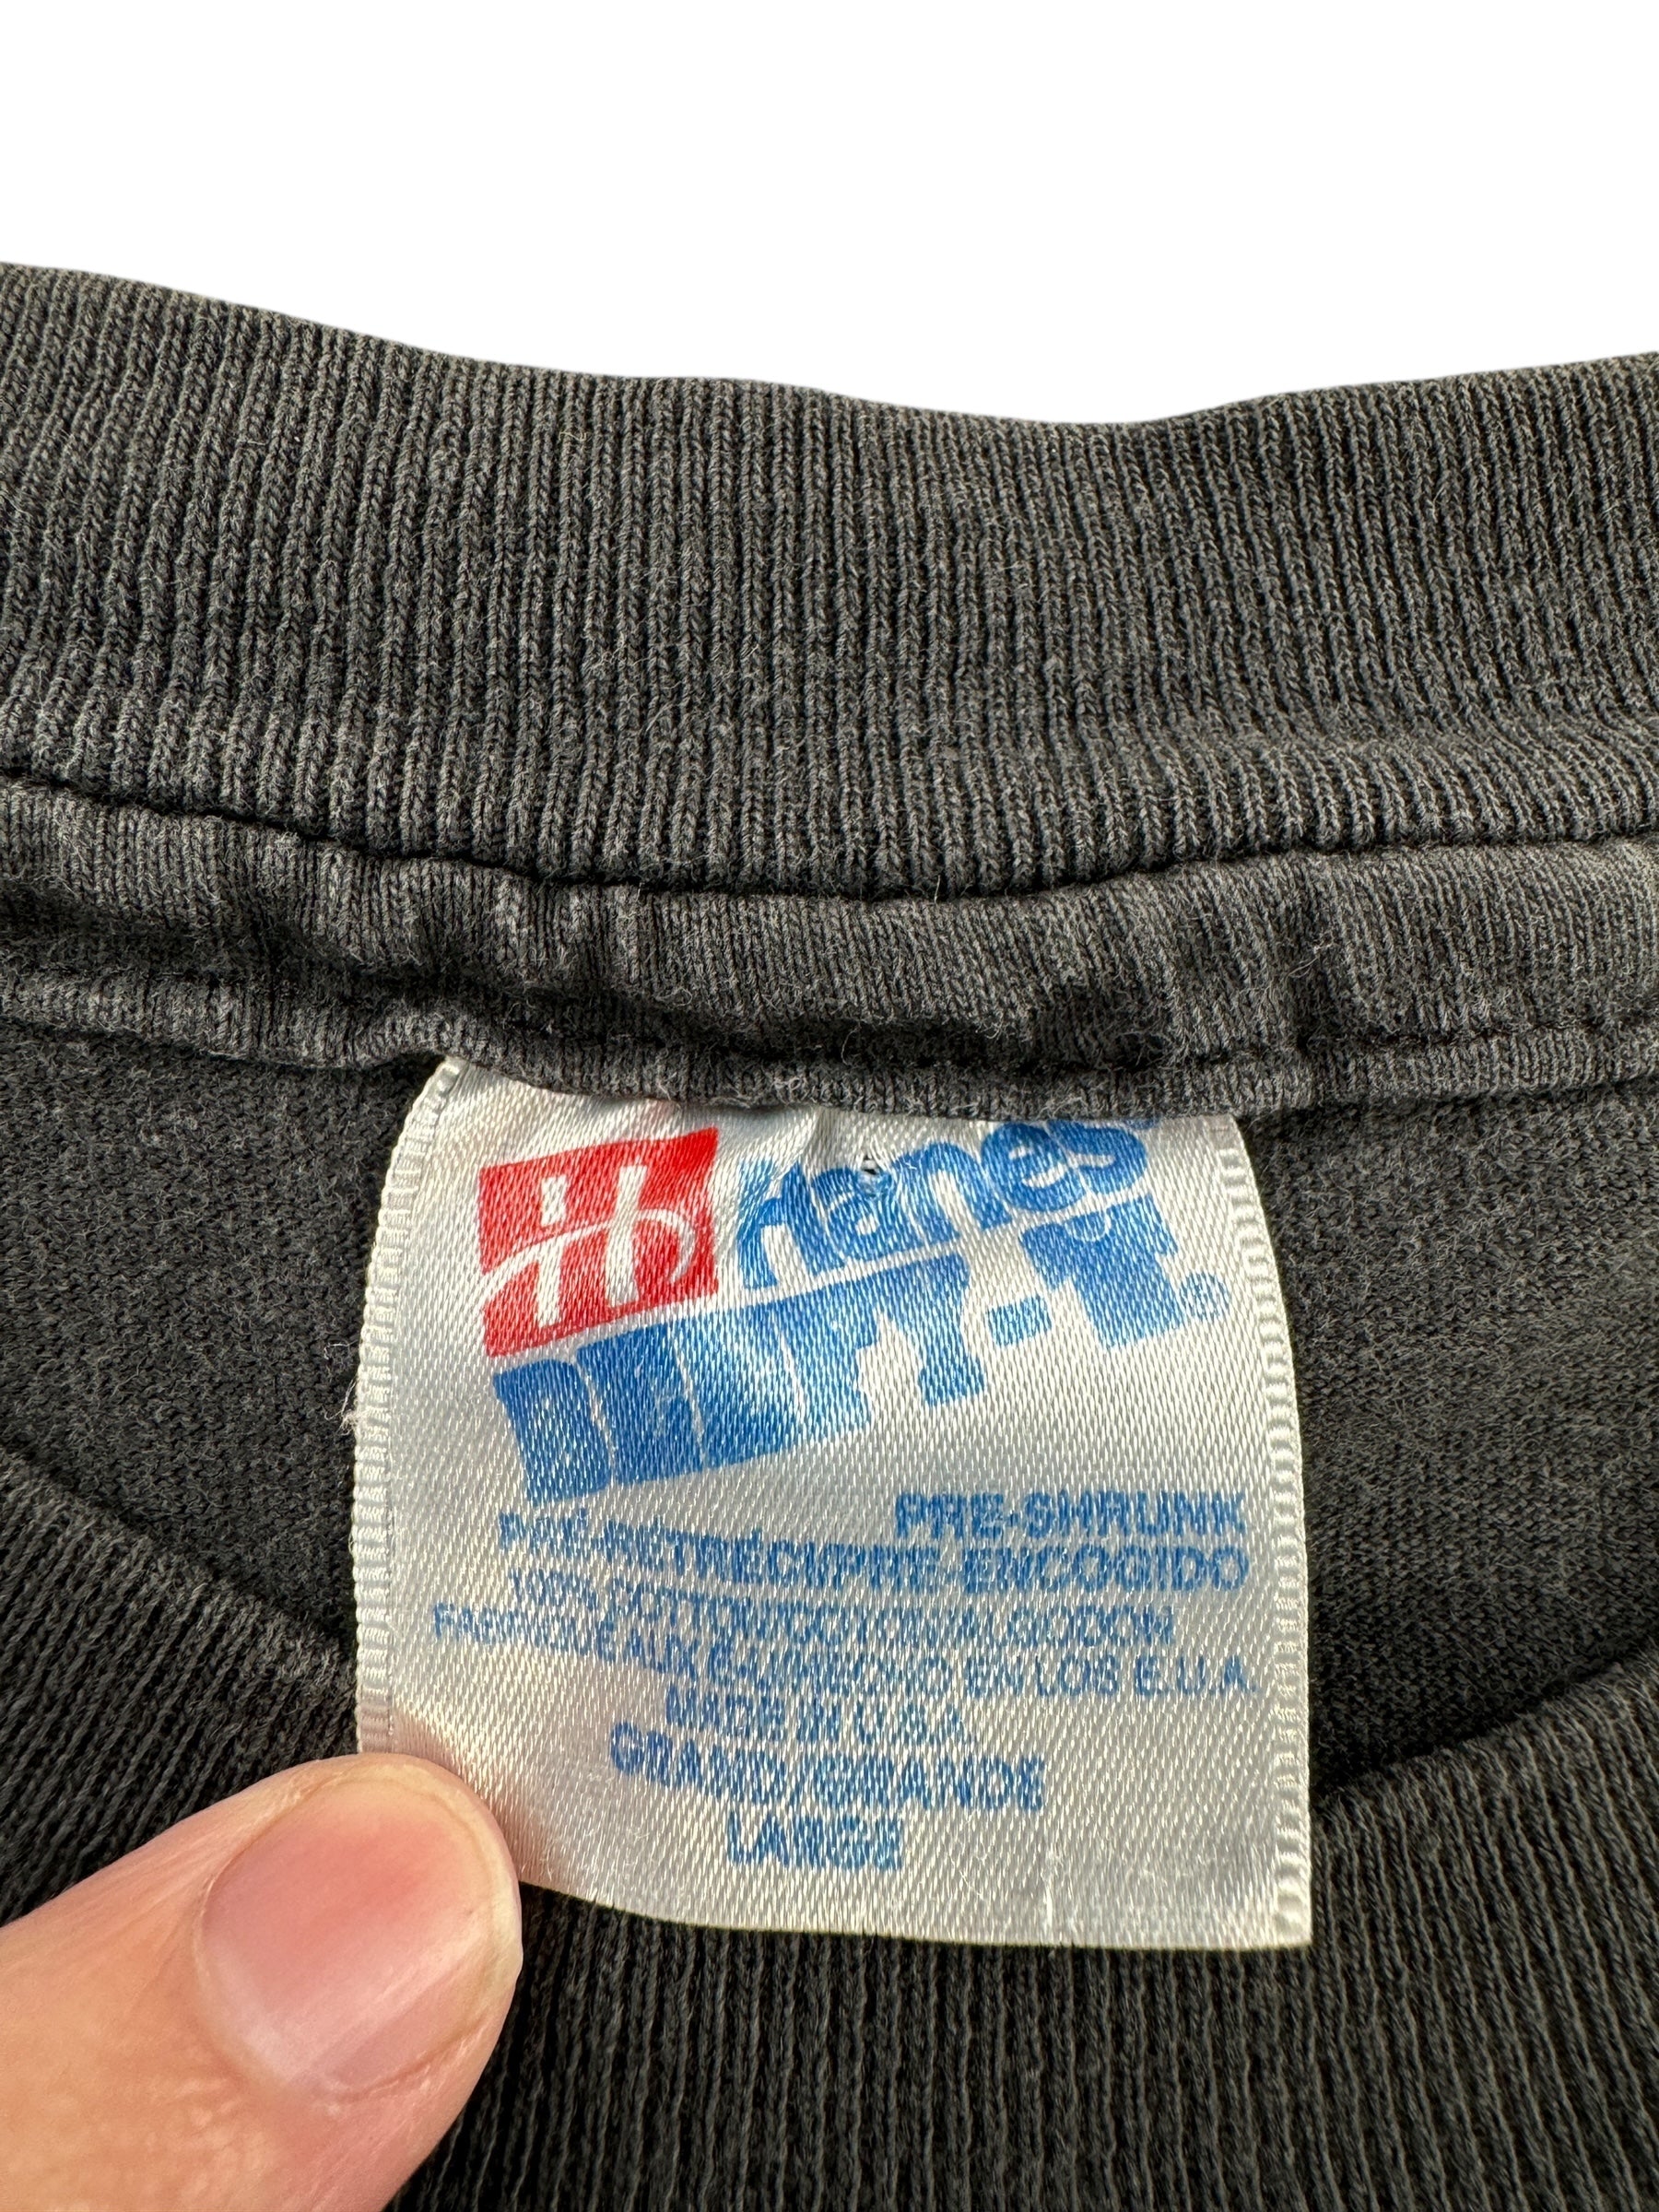 H Hanes
BEEFY-T®
PRE-SHRUNK
PRÉ-RÉTRÉCI/PRE-ENCOGIDO
100% COTTON/COTON/ALGODON
FABRIQUE AUX E-U/HECHO EN LOS E.U.A.
MADE IN U.S.A.
GRAND/GRANDE
LARGE